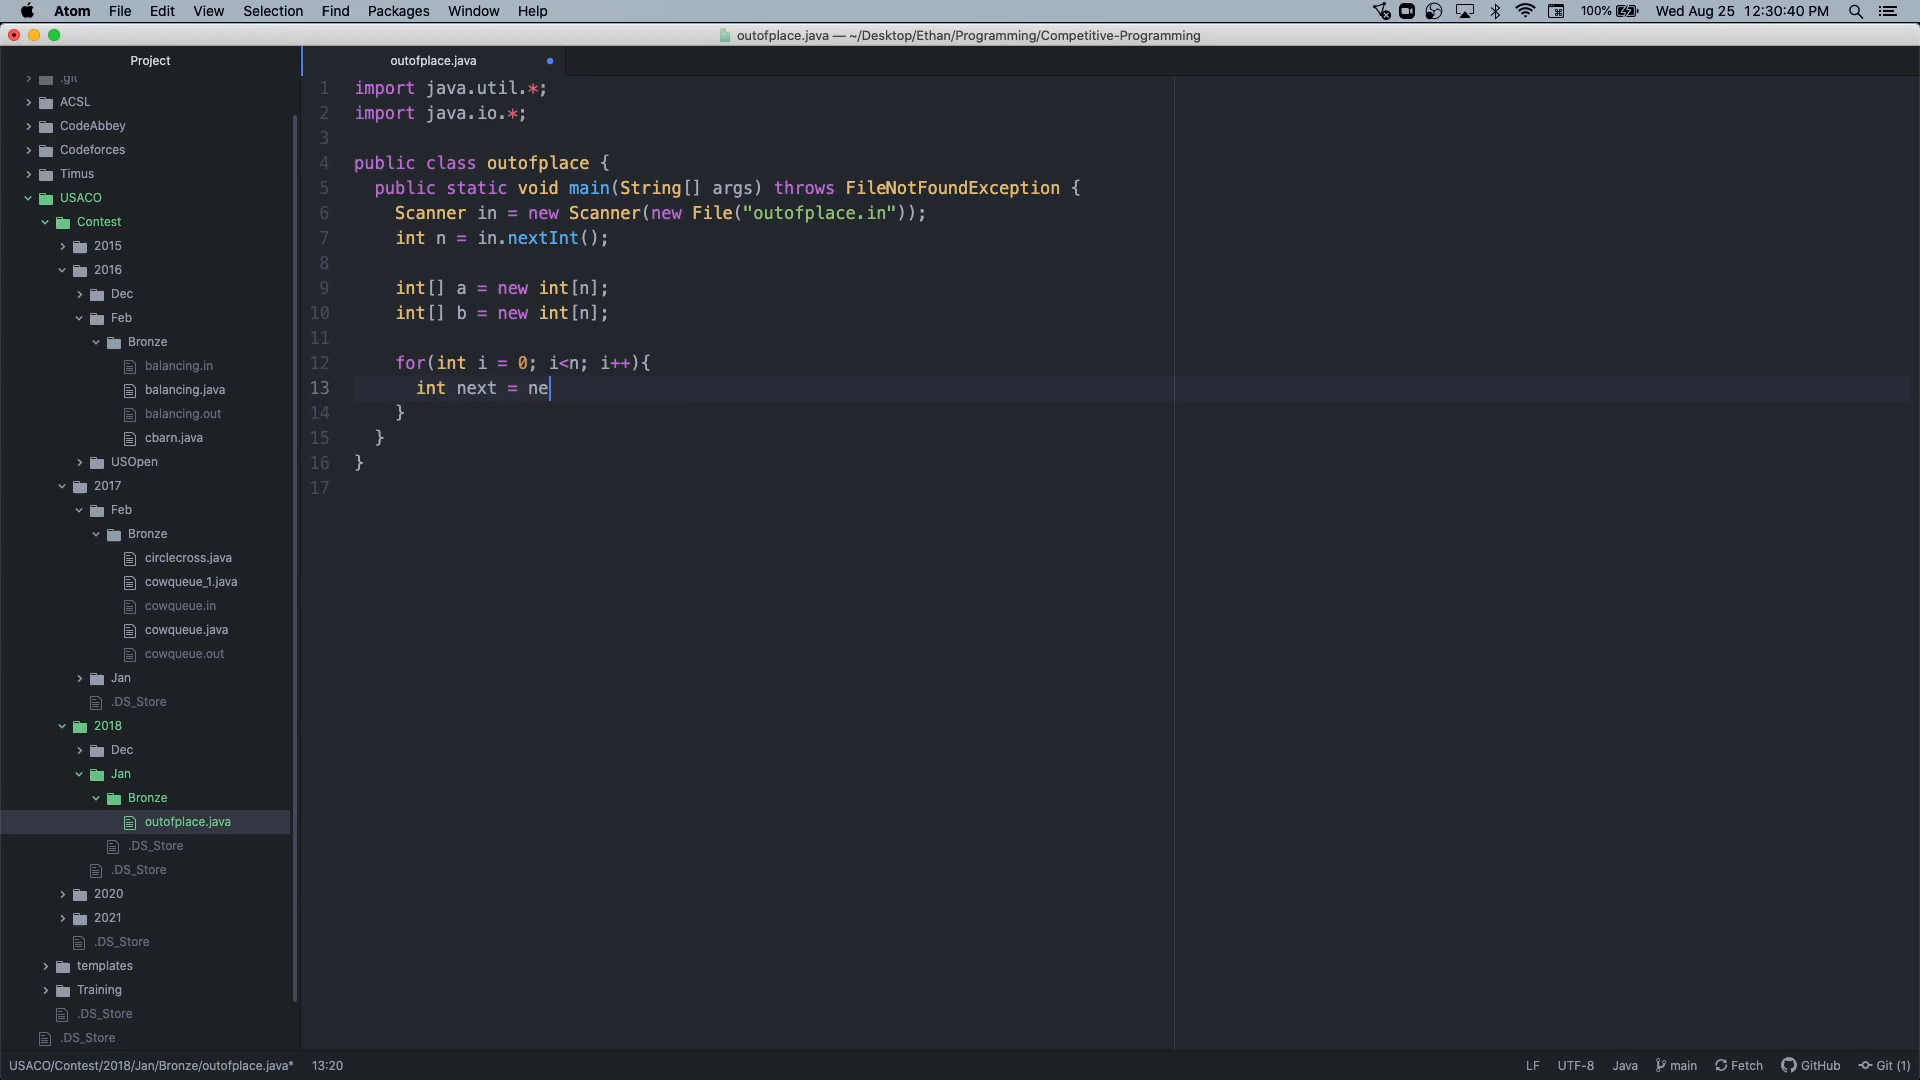 Atom File Edit View Selection Find Packages Window Help 100% Wed Aug 25 12:30:40 PM
outofplace.java — ~/Desktop/Ethan/Programming/Competitive-Programming
Project
.git
ACSL
CodeAbbey
Codeforces
Timus
USACO
Contest
2015
2016
Dec
Feb
Bronze
balancing.in
balancing.java
balancing.out
cbarn.java
USOpen
2017
Feb
Bronze
circlecross.java
cowqueue_1.java
cowqueue.in
cowqueue.java
cowqueue.out
Jan
.DS_Store
2018
Dec
Jan
Bronze
outofplace.java
.DS_Store
.DS_Store
2020
2021
.DS_Store
templates
Training
.DS_Store
.DS_Store
outofplace.java
1 import java.util.*;
2 import java.io.*;
3
4 public class outofplace {
5 public static void main(String[] args) throws FileNotFoundException {
6 Scanner in = new Scanner(new File("outofplace.in"));
7 int n = in.nextInt();
8
9 int[] a = new int[n];
10 int[] b = new int[n];
11
12 for(int i = 0; i<n; i++){
13 int next = ne
14 }
15 }
16 }
17
USACO/Contest/2018/Jan/Bronze/outofplace.java* 13:20 LF UTF-8 Java main Fetch GitHub Git (1)